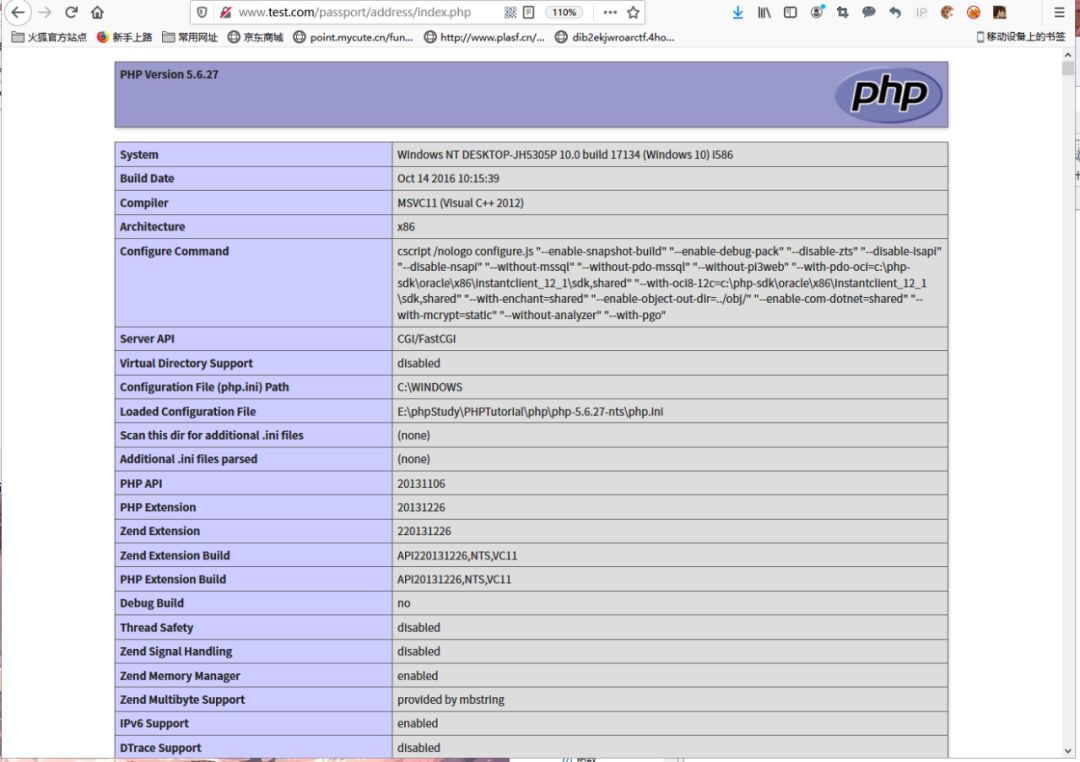 www.test.com/passport/address/index.php 110% IP
火狐官方站点 新手上路 常用网址 京东商城 point.mycute.cn/fun... http://www.plasf.cn/... dib2ekjwroarctf.4ho... 移动设备上的书签
PHP Version 5.6.27 php
System Windows NT DESKTOP-JH5305P 10.0 build 17134 (Windows 10) i586
Build Date Oct 14 2016 10:15:39
Compiler MSVC11 (Visual C++ 2012)
Architecture x86
Configure Command cscript /nologo configure.js "--enable-snapshot-build" "--enable-debug-pack" "--disable-zts" "--disable-isapi"
"--disable-nsapi" "--without-mssql" "--without-pdo-mssql" "--without-pi3web" "--with-pdo-oci=c:\php-
sdk\oracle\x86\instantclient_12_1\sdk,shared" "--with-oci8-12c=c:\php-sdk\oracle\x86\instantclient_12_1
\sdk,shared" "--with-enchant=shared" "--enable-object-out-dir=../obj/" "--enable-com-dotnet=shared" "--
with-mcrypt=static" "--without-analyzer" "--with-pgo"
Server API CGI/FastCGI
Virtual Directory Support disabled
Configuration File (php.ini) Path C:\WINDOWS
Loaded Configuration File E:\phpStudy\PHPTutorial\php\php-5.6.27-nts\php.ini
Scan this dir for additional .ini files (none)
Additional .ini files parsed (none)
PHP API 20131106
PHP Extension 20131226
Zend Extension 220131226
Zend Extension Build API220131226,NTS,VC11
PHP Extension Build API20131226,NTS,VC11
Debug Build no
Thread Safety disabled
Zend Signal Handling disabled
Zend Memory Manager enabled
Zend Multibyte Support provided by mbstring
IPv6 Support enabled
DTrace Support disabled